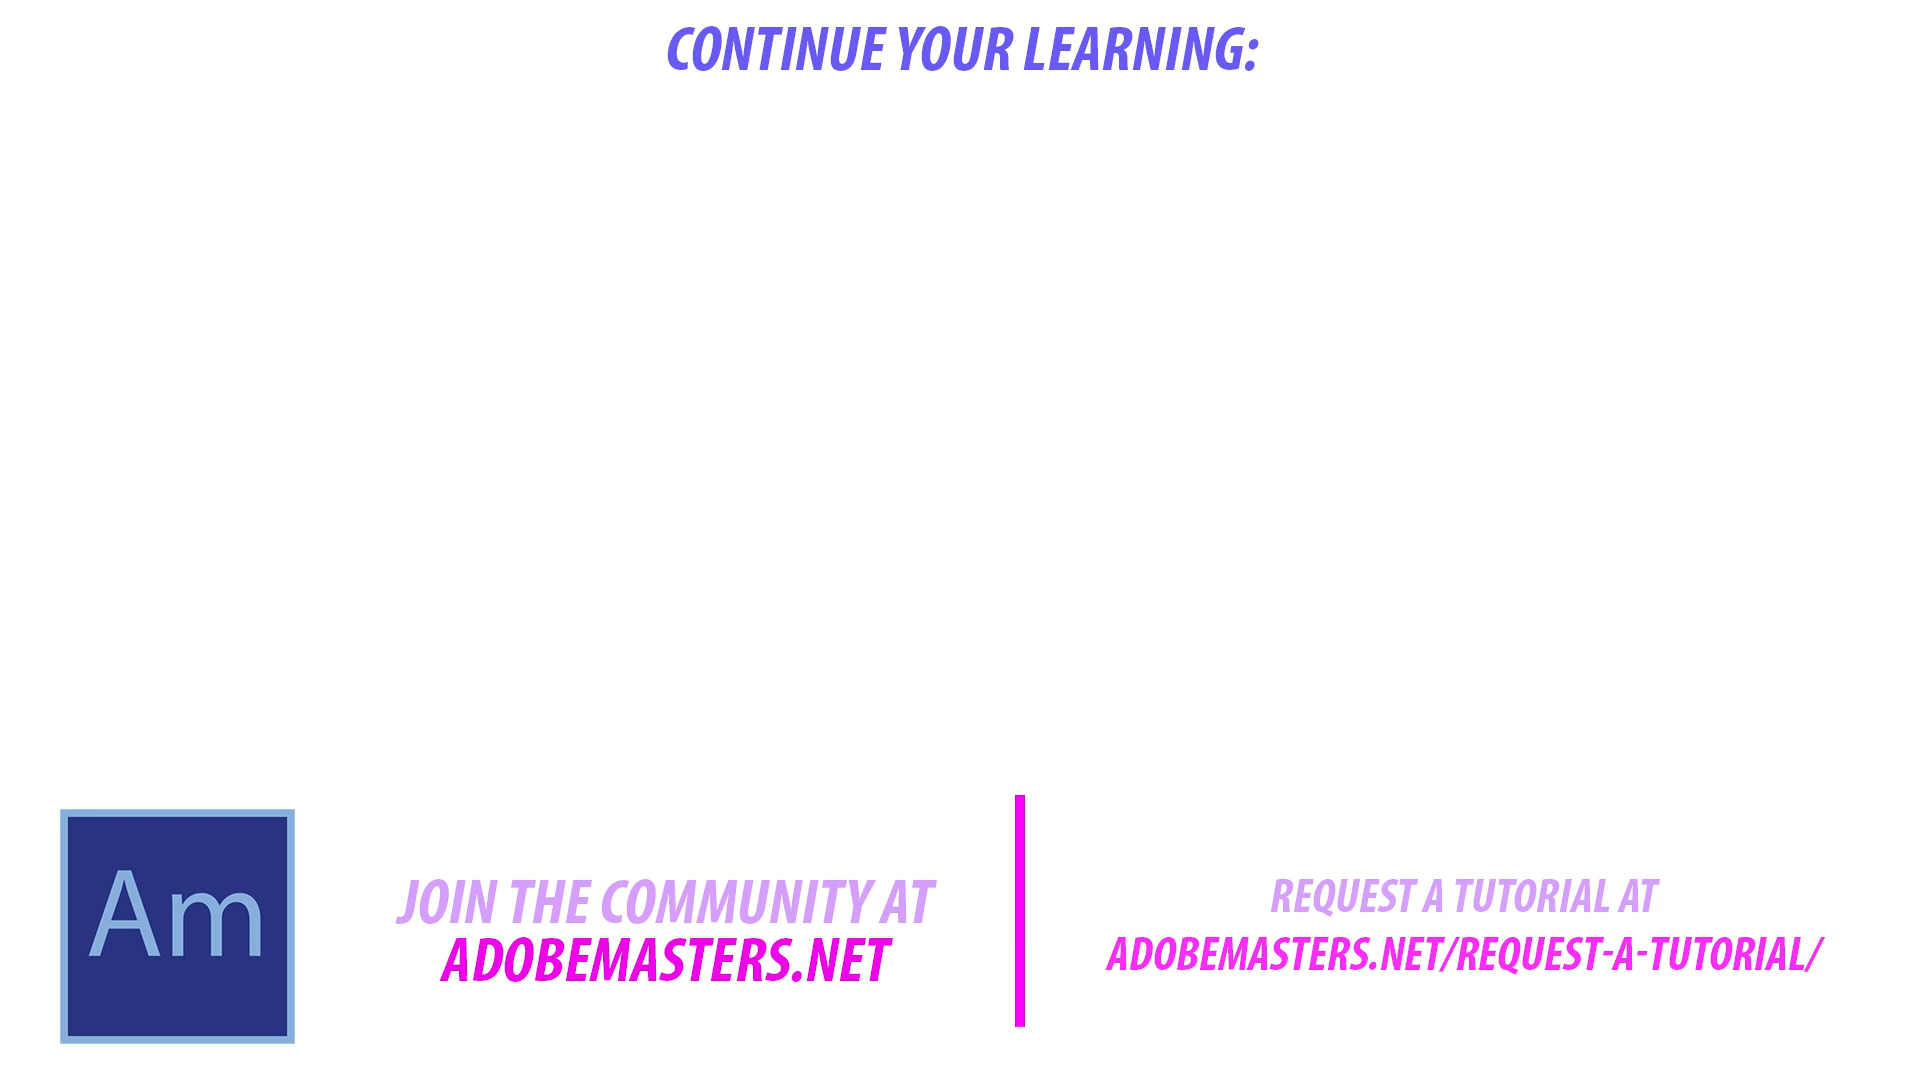 CONTINUE YOUR LEARNING:
Am
JOIN THE COMMUNITY AT
ADOBEMASTERS.NET
REQUEST A TUTORIAL AT
ADOBEMASTERS.NET/REQUEST-A-TUTORIAL/